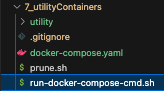 7_utilityContainers
utility
.gitignore
docker-compose.yaml
$ prune.sh
$ run-docker-compose-cmd.sh